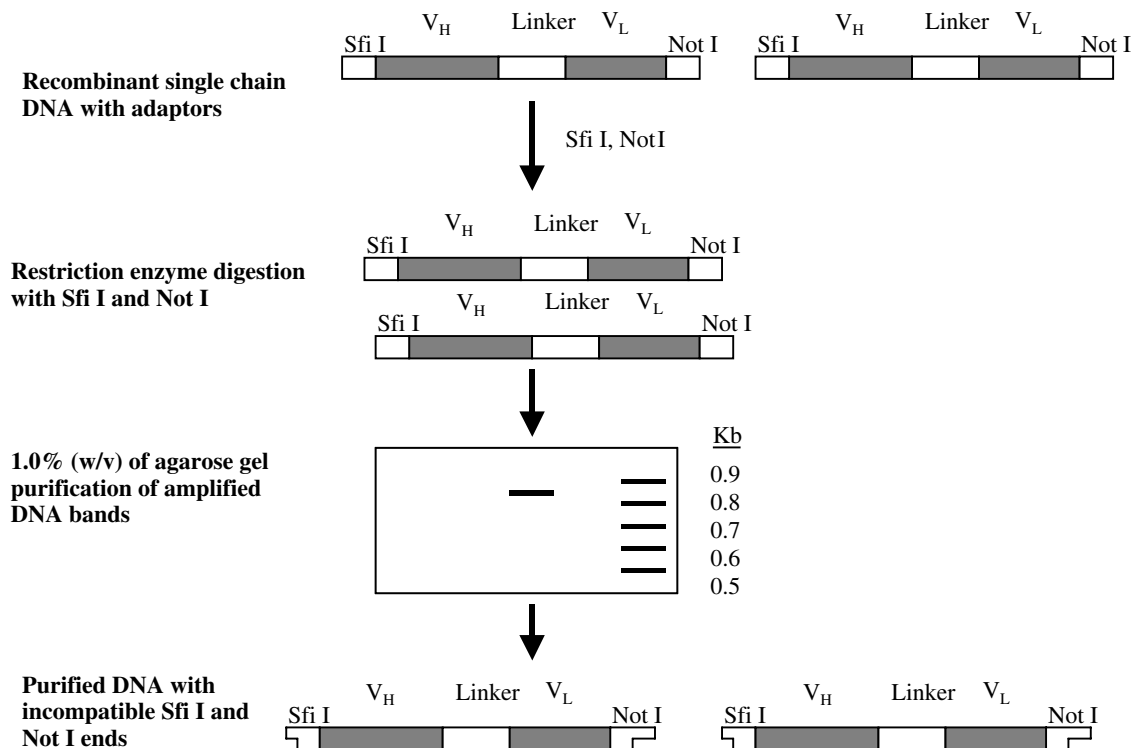 V_H Linker V_L V_H Linker V_L
Sfi I Not I Sfi I Not I
Recombinant single chain
DNA with adaptors
Sfi I, Not I
V_H Linker V_L
Sfi I Not I
Restriction enzyme digestion
with Sfi I and Not I
V_H Linker V_L
Sfi I Not I
1.0% (w/v) of agarose gel
purification of amplified
DNA bands
Kb
0.9
0.8
0.7
0.6
0.5
Purified DNA with
incompatible Sfi I and
Not I ends
V_H Linker V_L V_H Linker V_L
Sfi I Not I Sfi I Not I